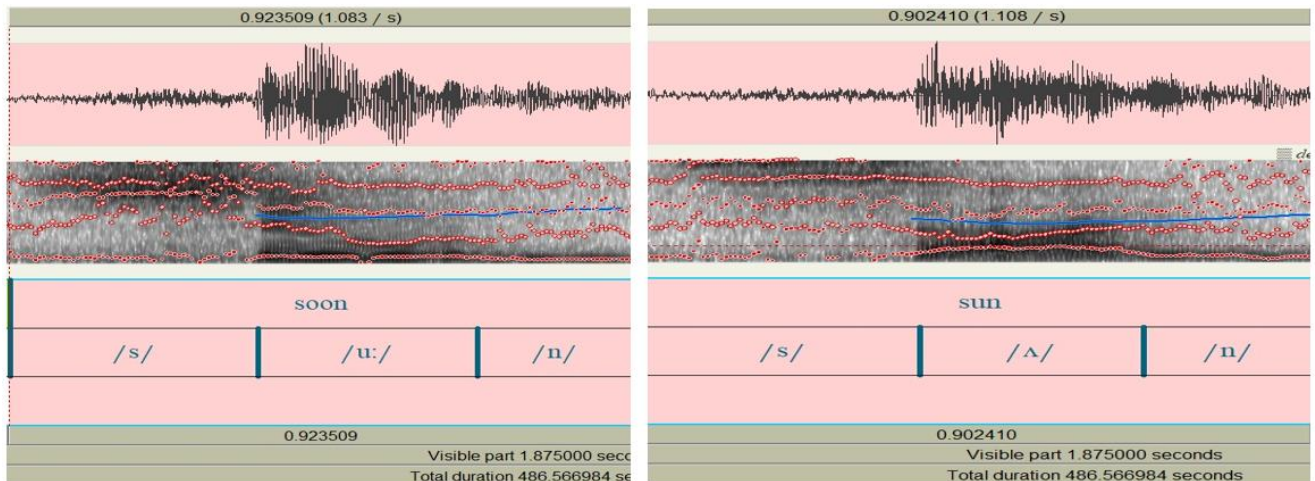 0.923509 (1.083 / s)
soon
/s/ /u:/ /n/
0.923509
Visible part 1.875000 seco
Total duration 486.566984 se
0.902410 (1.108 / s)
sun
/s/ /ʌ/ /n/
0.902410
Visible part 1.875000 seconds
Total duration 486.566984 seconds